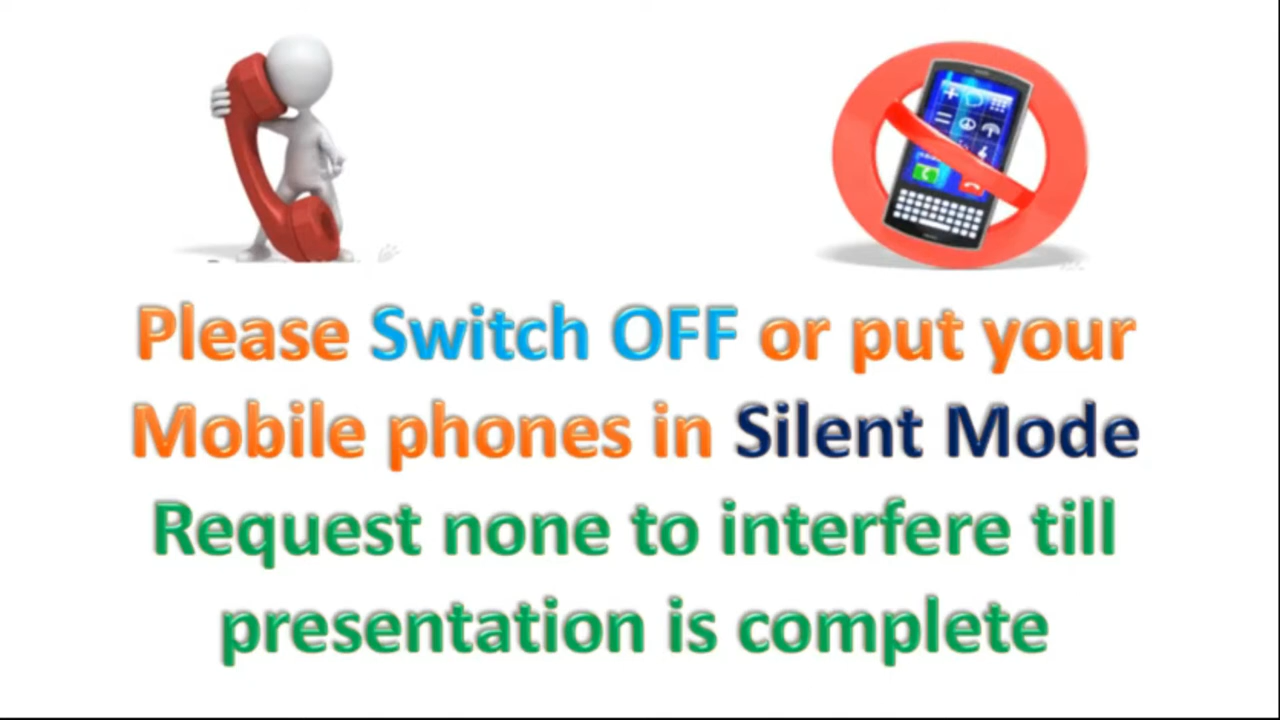 Please Switch OFF or put your
Mobile phones in Silent Mode
Request none to interfere till
presentation is complete